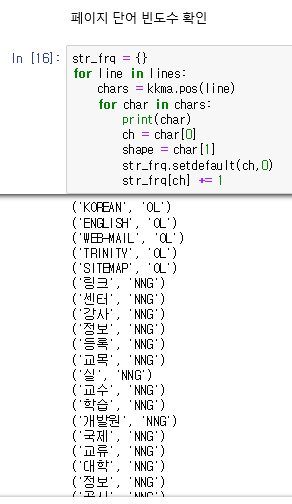 페이지 단어 빈도수 확인
In [16]:
str_frq = {}
for line in lines:
    chars = kkma.pos(line)
    for char in chars:
        print(char)
        ch = char[0]
        shape = char[1]
        str_frq.setdefault(ch,0)
        str_frq[ch] += 1
('KOREAN', 'OL')
('ENGLISH', 'OL')
('WEB-MAIL', 'OL')
('TRINITY', 'OL')
('SITEMAP', 'OL')
('링크', 'NNG')
('센터', 'NNG')
('강사', 'NNG')
('정보', 'NNG')
('등록', 'NNG')
('교목', 'NNG')
('실', 'NNG')
('교수', 'NNG')
('학습', 'NNG')
('개발원', 'NNG')
('국제', 'NNG')
('교류', 'NNG')
('대학', 'NNG')
('정보', 'NNG')